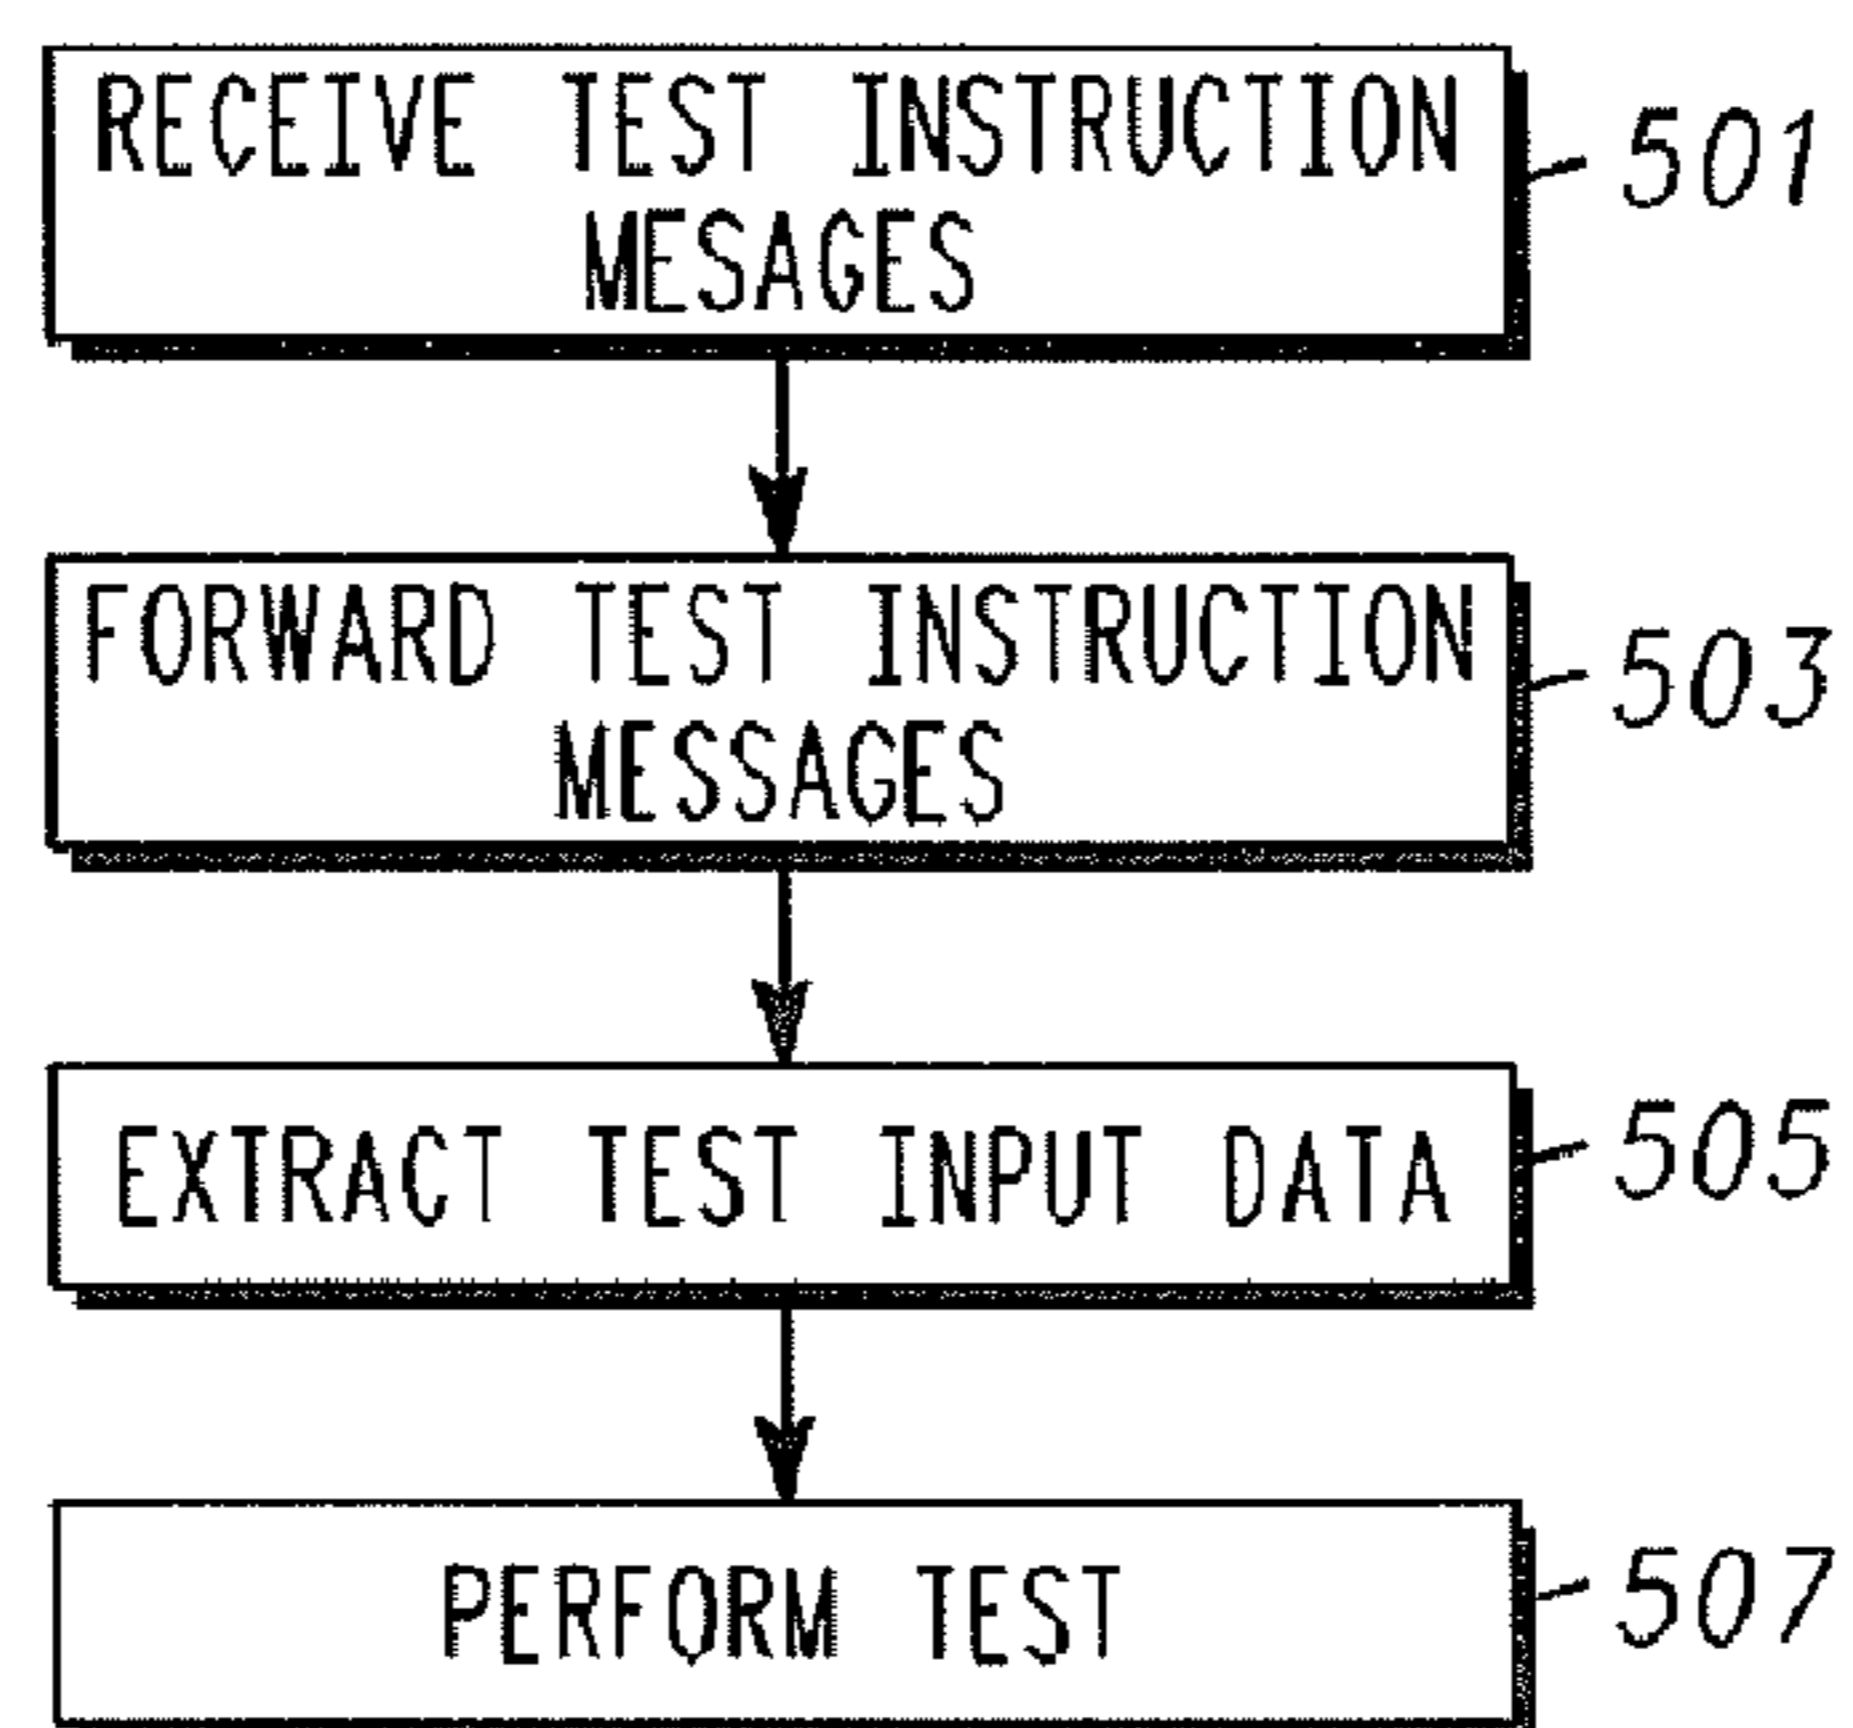 RECEIVE TEST INSTRUCTION
MESAGES
501
FORWARD TEST INSTRUCTION
MESSAGES
503
EXTRACT TEST INPUT DATA
505
PERFORM TEST
507